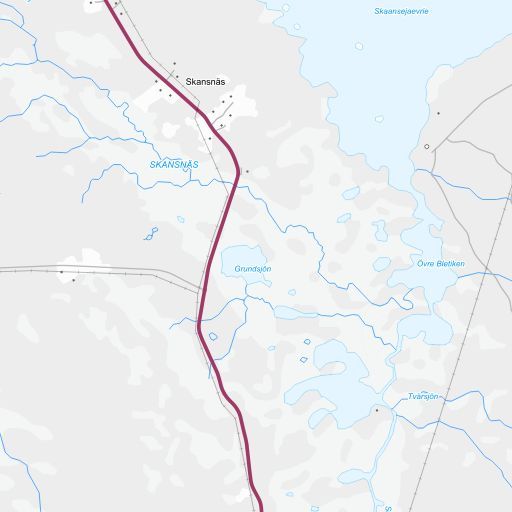 Skaansejaevrie
Skansnäs
SKANSNÄS
Övre Bletiken
Grundsjön
Tvärsjön